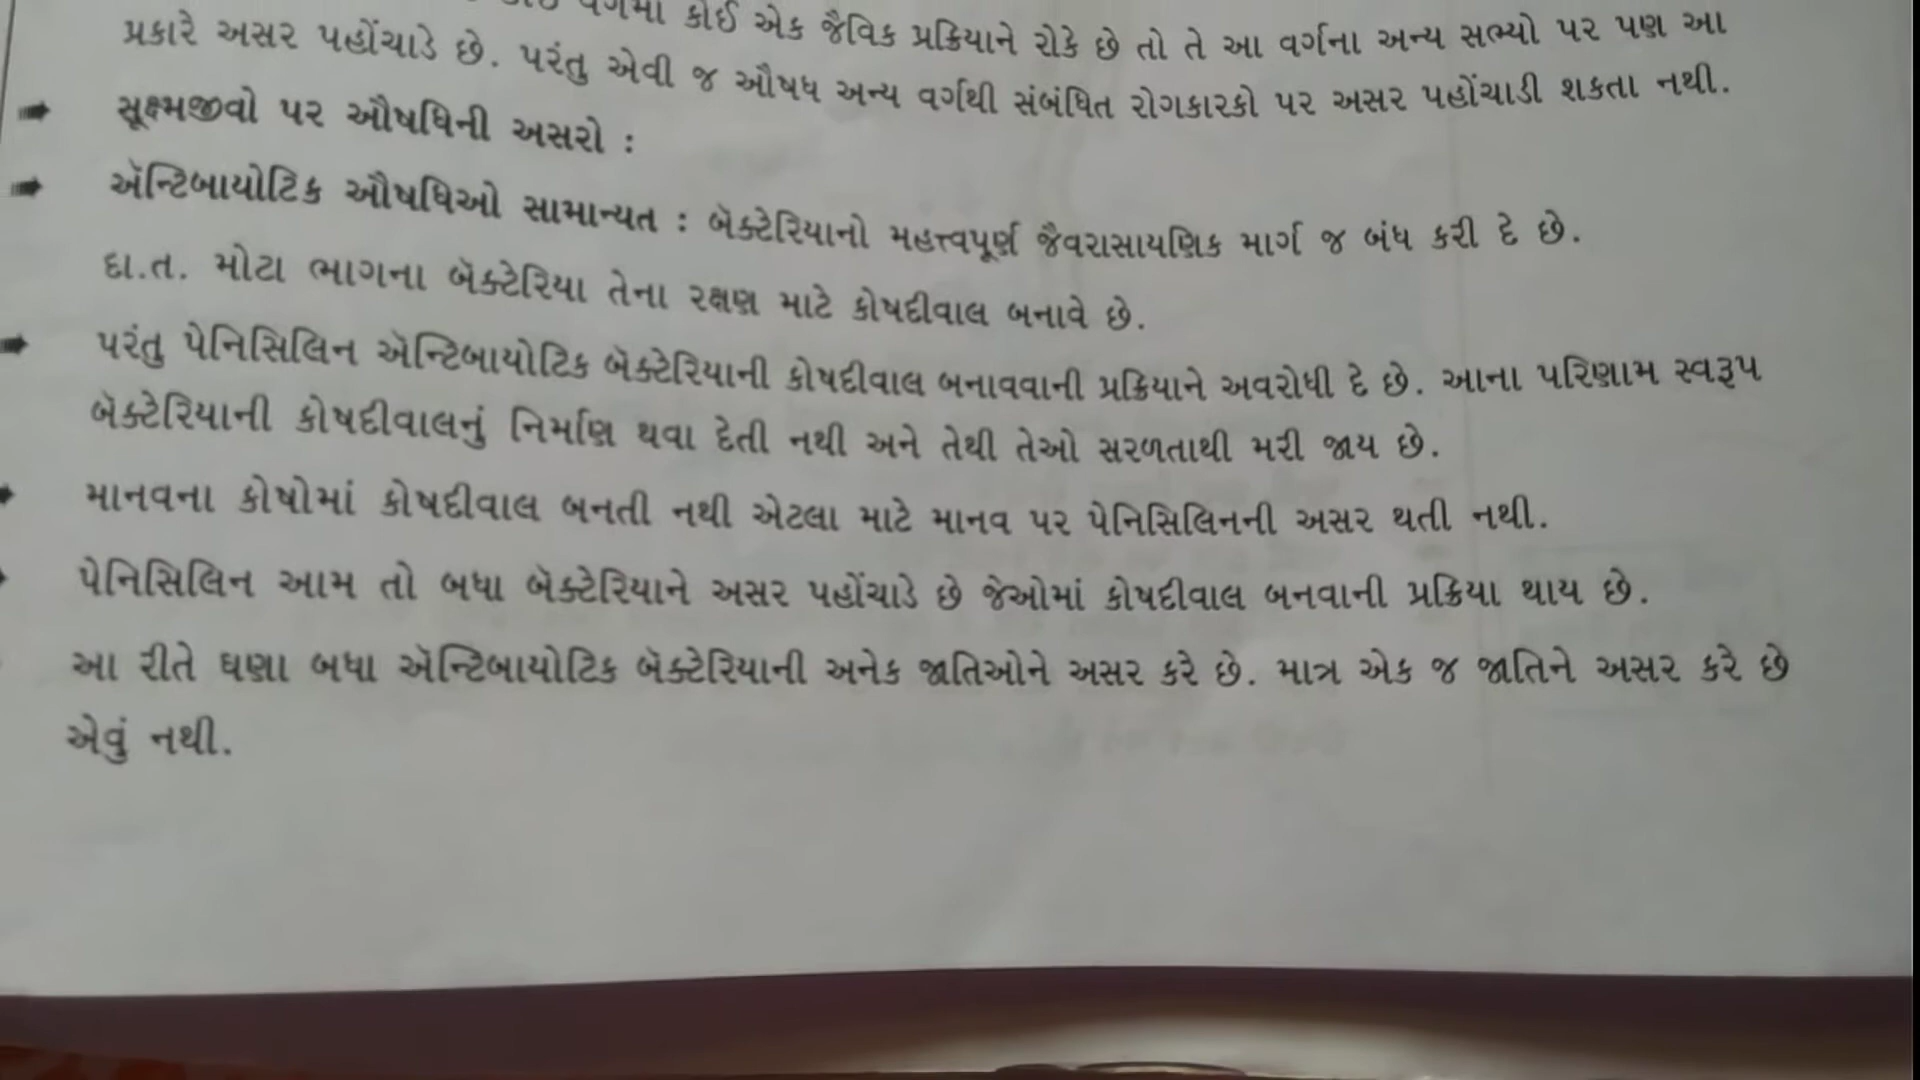 વર્ગમાં કોઈ એક જૈવિક પ્રક્રિયાને રોકે છે તો તે આ વર્ગના અન્ય સભ્યો પર પણ આ
પ્રકારે અસર પહોંચાડે છે. પરંતુ એવી જ ઔષધ અન્ય વર્ગથી સંબંધિત રોગકારકો પર અસર પહોંચાડી શકતા નથી.
સૂક્ષ્મજીવો પર ઔષધિની અસરો :
ઍન્ટિબાયોટિક ઔષધિઓ સામાન્યત : બૅક્ટેરિયાનો મહત્ત્વપૂર્ણ જૈવરાસાયણિક માર્ગ જ બંધ કરી દે છે.
દા.ત. મોટા ભાગના બૅક્ટેરિયા તેના રક્ષણ માટે કોષદીવાલ બનાવે છે.
પરંતુ પેનિસિલિન ઍન્ટિબાયોટિક બૅક્ટેરિયાની કોષદીવાલ બનાવવાની પ્રક્રિયાને અવરોધી દે છે. આના પરિણામ સ્વરૂપ
બૅક્ટેરિયાની કોષદીવાલનું નિર્માણ થવા દેતી નથી અને તેથી તેઓ સરળતાથી મરી જાય છે.
માનવના કોષોમાં કોષદીવાલ બનતી નથી એટલા માટે માનવ પર પેનિસિલિનની અસર થતી નથી.
પેનિસિલિન આમ તો બધા બૅક્ટેરિયાને અસર પહોંચાડે છે જેઓમાં કોષદીવાલ બનવાની પ્રક્રિયા થાય છે.
આ રીતે ઘણા બધા ઍન્ટિબાયોટિક બૅક્ટેરિયાની અનેક જાતિઓને અસર કરે છે. માત્ર એક જ જાતિને અસર કરે છે
એવું નથી.